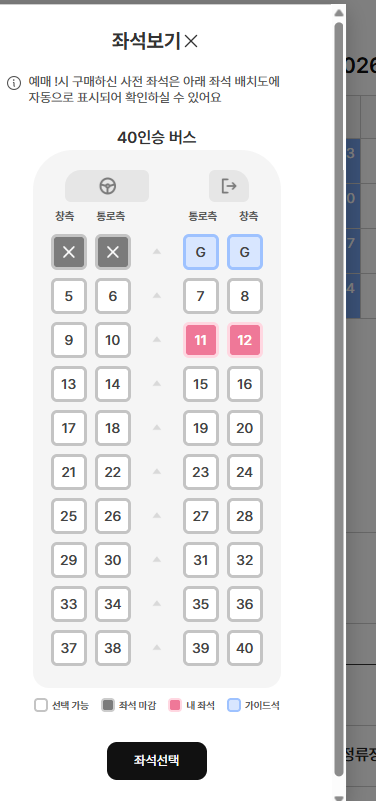 좌석보기
예매 !시 구매하신 사전 좌석은 아래 좌석 배치도에
자동으로 표시되어 확인하실 수 있어요
40인승 버스
창측 통로측 통로측 창측
G G
5 6 7 8
9 10 11 12
13 14 15 16
17 18 19 20
21 22 23 24
25 26 27 28
29 30 31 32
33 34 35 36
37 38 39 40
선택 가능 좌석 마감 내 좌석 가이드석
좌석선택
026
3
0
7
4